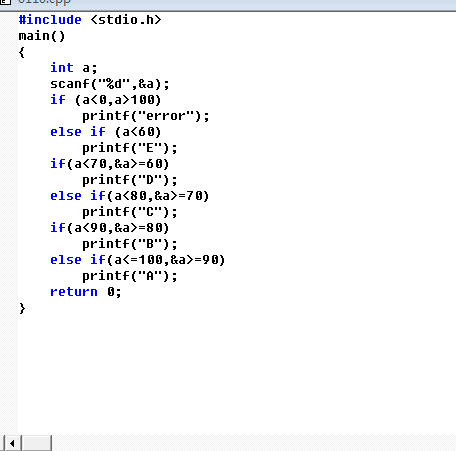 #include <stdio.h>
main()
{
    int a;
    scanf("%d",&a);
    if (a<0,a>100)
        printf("error");
    else if (a<60)
        printf("E");
    if(a<70,&a>=60)
        printf("D");
    else if(a<80,&a>=70)
        printf("C");
    if(a<90,&a>=80)
        printf("B");
    else if(a<=100,&a>=90)
        printf("A");
    return 0;
}